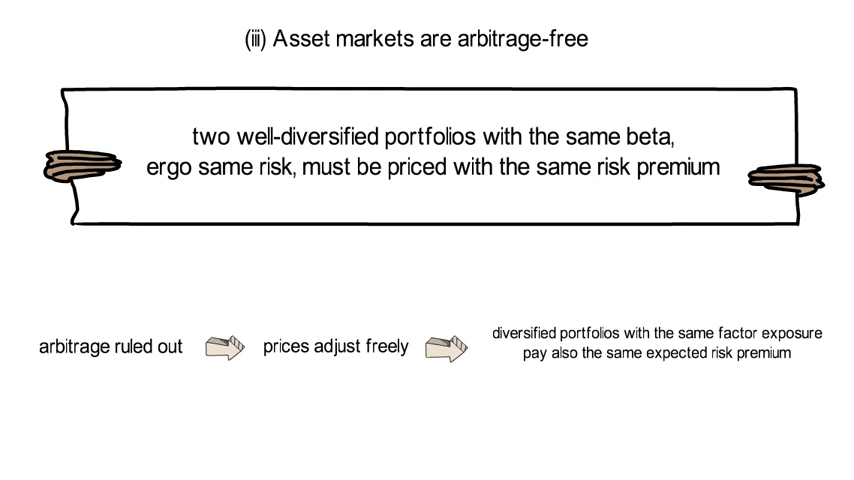 (iii) Asset markets are arbitrage-free
two well-diversified portfolios with the same beta,
ergo same risk, must be priced with the same risk premium
arbitrage ruled out
prices adjust freely
diversified portfolios with the same factor exposure
pay also the same expected risk premium